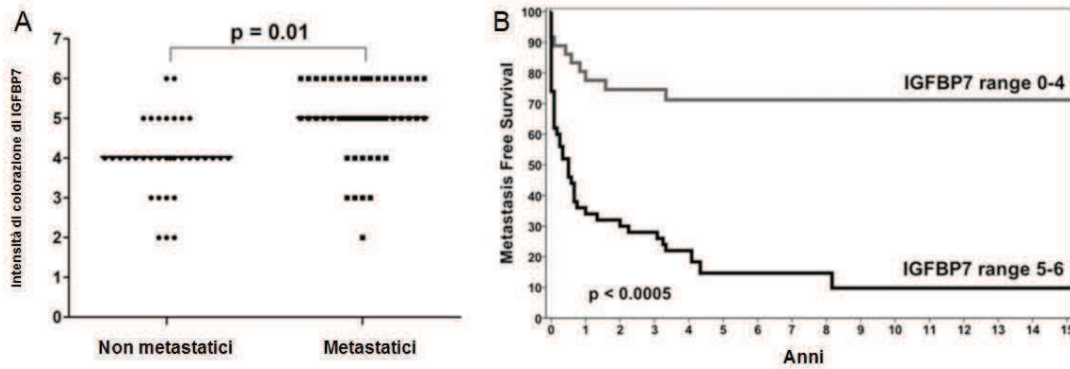 A
p = 0.01
Intensità di colorazione di IGFBP7
7
6
5
4
3
2
1
0
Non metastatici
Metastatici
B
Metastasis Free Survival
100
90
80
70
60
50
40
30
20
10
0
IGFBP7 range 0-4
IGFBP7 range 5-6
p < 0.0005
0 1 2 3 4 5 6 7 8 9 10 11 12 13 14 15
Anni